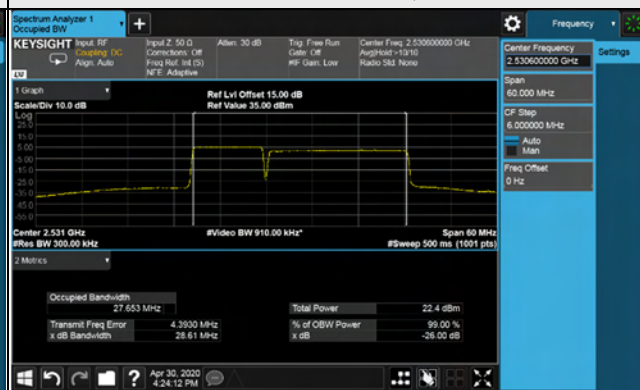 Spectrum Analyzer 1
Occupied BW
Frequency
KEYSIGHT
Input: RF
Coupling: DC
Align: Auto
Input Z: 50 Ω
Corrections: Off
Freq Ref: Int (S)
NFE: Adaptive
Atten: 30 dB
Trig: Free Run
Gate: Off
#IF Gain: Low
Center Freq: 2.530600000 GHz
Avg|Hold:>10/10
Radio Std: None
Center Frequency
2.530600000 GHz
Settings
Span
60.000 MHz
CF Step
6.000000 MHz
Auto
Man
Freq Offset
0 Hz
1 Graph
Scale/Div 10.0 dB
Ref Lvl Offset 15.00 dB
Ref Value 35.00 dBm
Log
25.0
15.0
5.00
-5.00
-15.0
-25.0
-35.0
-45.0
-55.0
Center 2.531 GHz
#Res BW 300.00 kHz
#Video BW 910.00 kHz*
Span 60 MHz
#Sweep 500 ms (1001 pts)
2 Metrics
Occupied Bandwidth
27.653 MHz
Total Power 22.4 dBm
Transmit Freq Error 4.3930 MHz
% of OBW Power 99.00 %
x dB Bandwidth 28.61 MHz
x dB -26.00 dB
?
Apr 30, 2020
4:24:12 PM